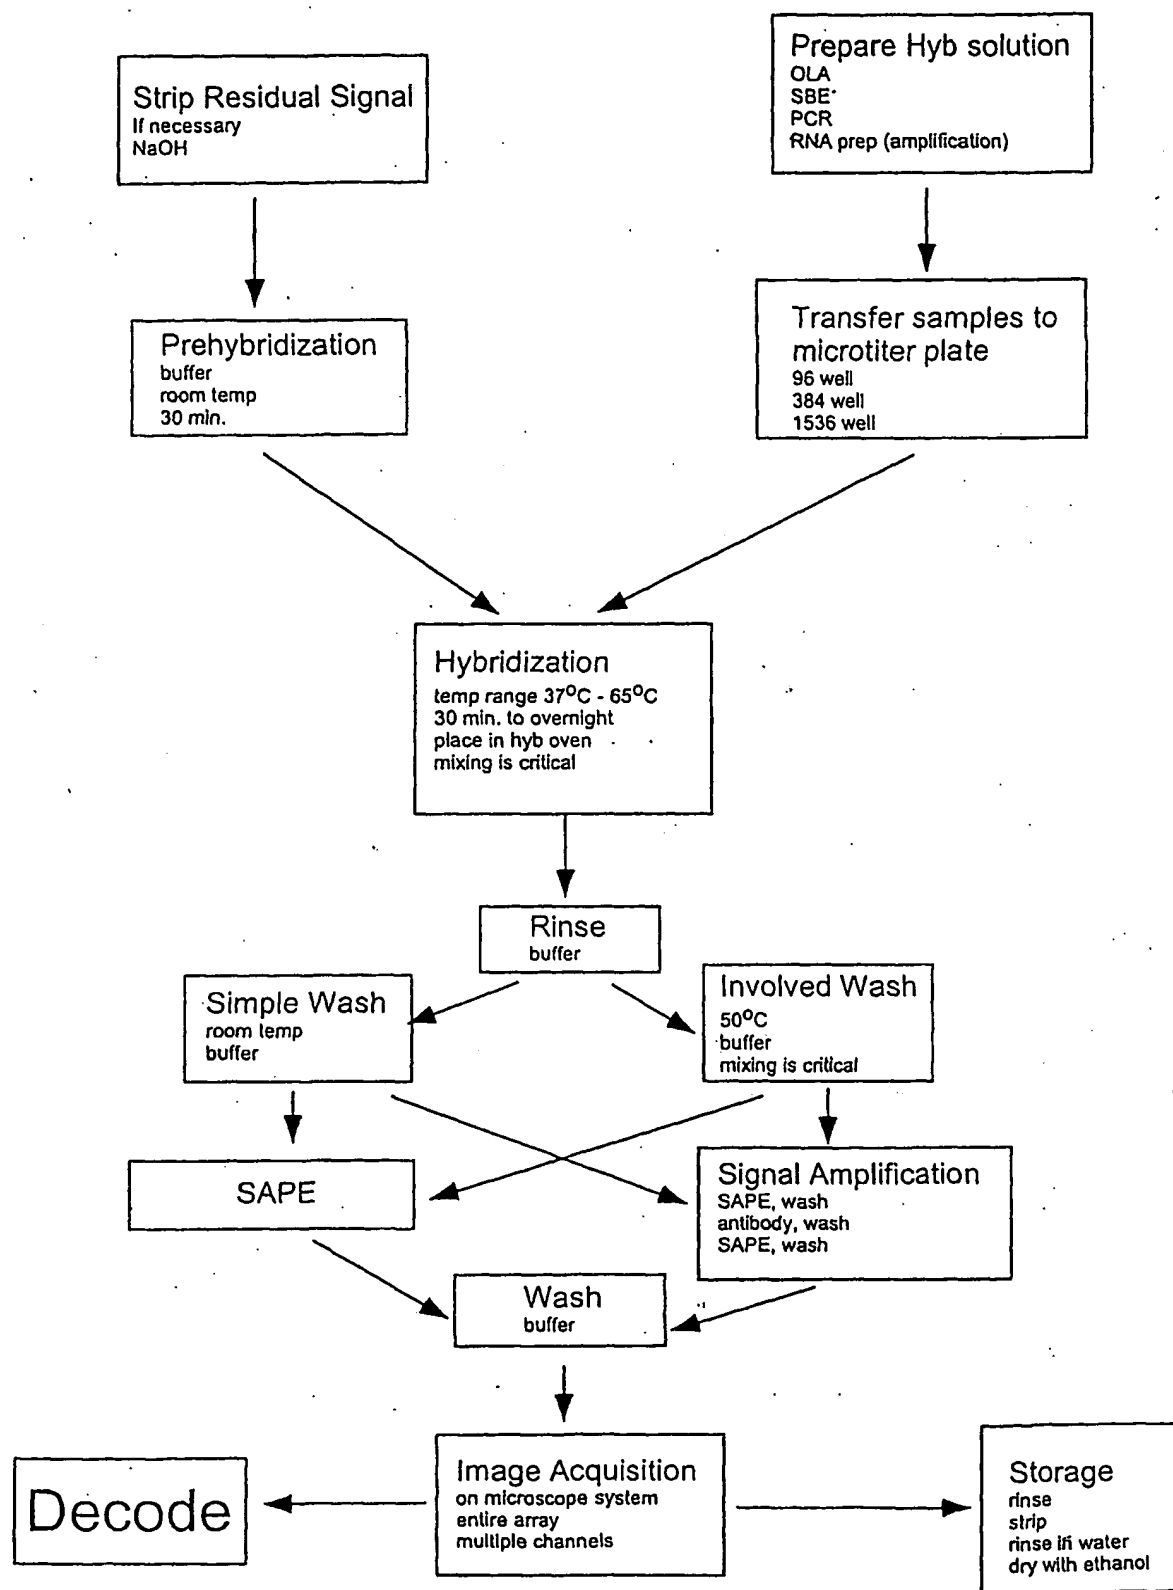 Strip Residual Signal
If necessary
NaOH
Prepare Hyb solution
OLA
SBE
PCR
RNA prep (amplification)
Prehybridization
buffer
room temp
30 min.
Transfer samples to
microtiter plate
96 well
384 well
1536 well
Hybridization
temp range 37°C - 65°C
30 min. to overnight
place in hyb oven
mixing is critical
Rinse
buffer
Simple Wash
room temp
buffer
Involved Wash
50°C
buffer
mixing is critical
SAPE
Signal Amplification
SAPE, wash
antibody, wash
SAPE, wash
Wash
buffer
Decode
Image Acquisition
on microscope system
entire array
multiple channels
Storage
rinse
strip
rinse in water
dry with ethanol